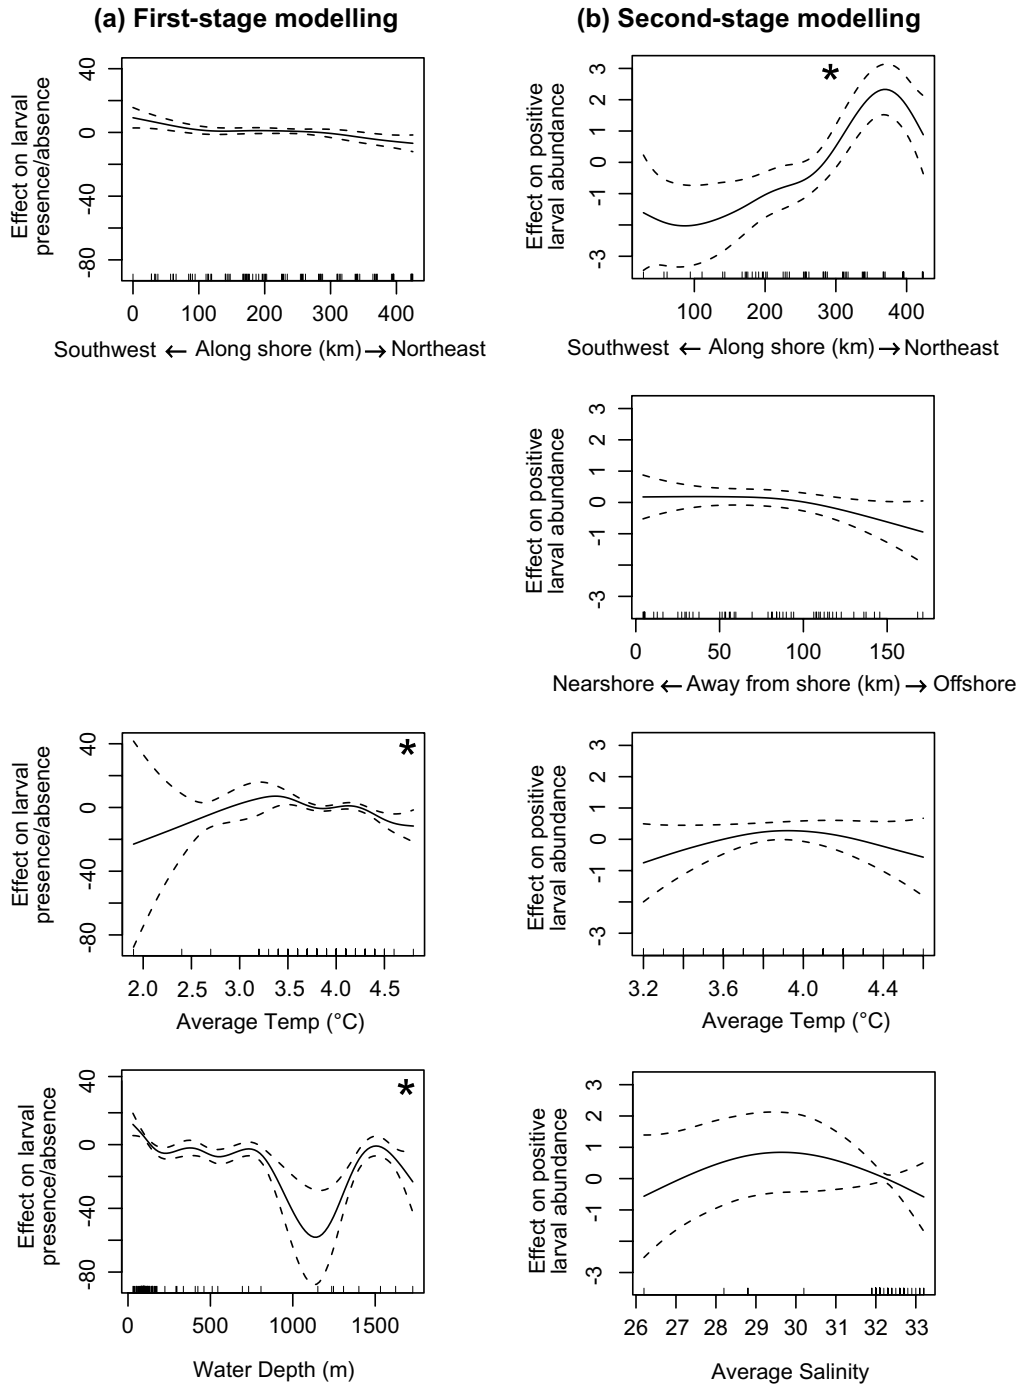 (a) First-stage modelling
(b) Second-stage modelling
Effect on larval
presence/absence
40
0
-40
-80
0 100 200 300 400
Southwest ← Along shore (km) → Northeast
Effect on positive
larval abundance
3
2
1
0
-1
-3
*
100 200 300 400
Southwest ← Along shore (km) → Northeast
Effect on positive
larval abundance
3
2
1
0
-1
-3
0 50 100 150
Nearshore ← Away from shore (km) → Offshore
Effect on larval
presence/absence
40
0
-40
-80
*
2.0 2.5 3.0 3.5 4.0 4.5
Average Temp (°C)
Effect on positive
larval abundance
3
2
1
0
-1
-3
3.2 3.6 4.0 4.4
Average Temp (°C)
Effect on larval
presence/absence
40
0
-40
-80
*
0 500 1000 1500
Water Depth (m)
Effect on positive
larval abundance
3
2
1
0
-1
-3
26 27 28 29 30 31 32 33
Average Salinity